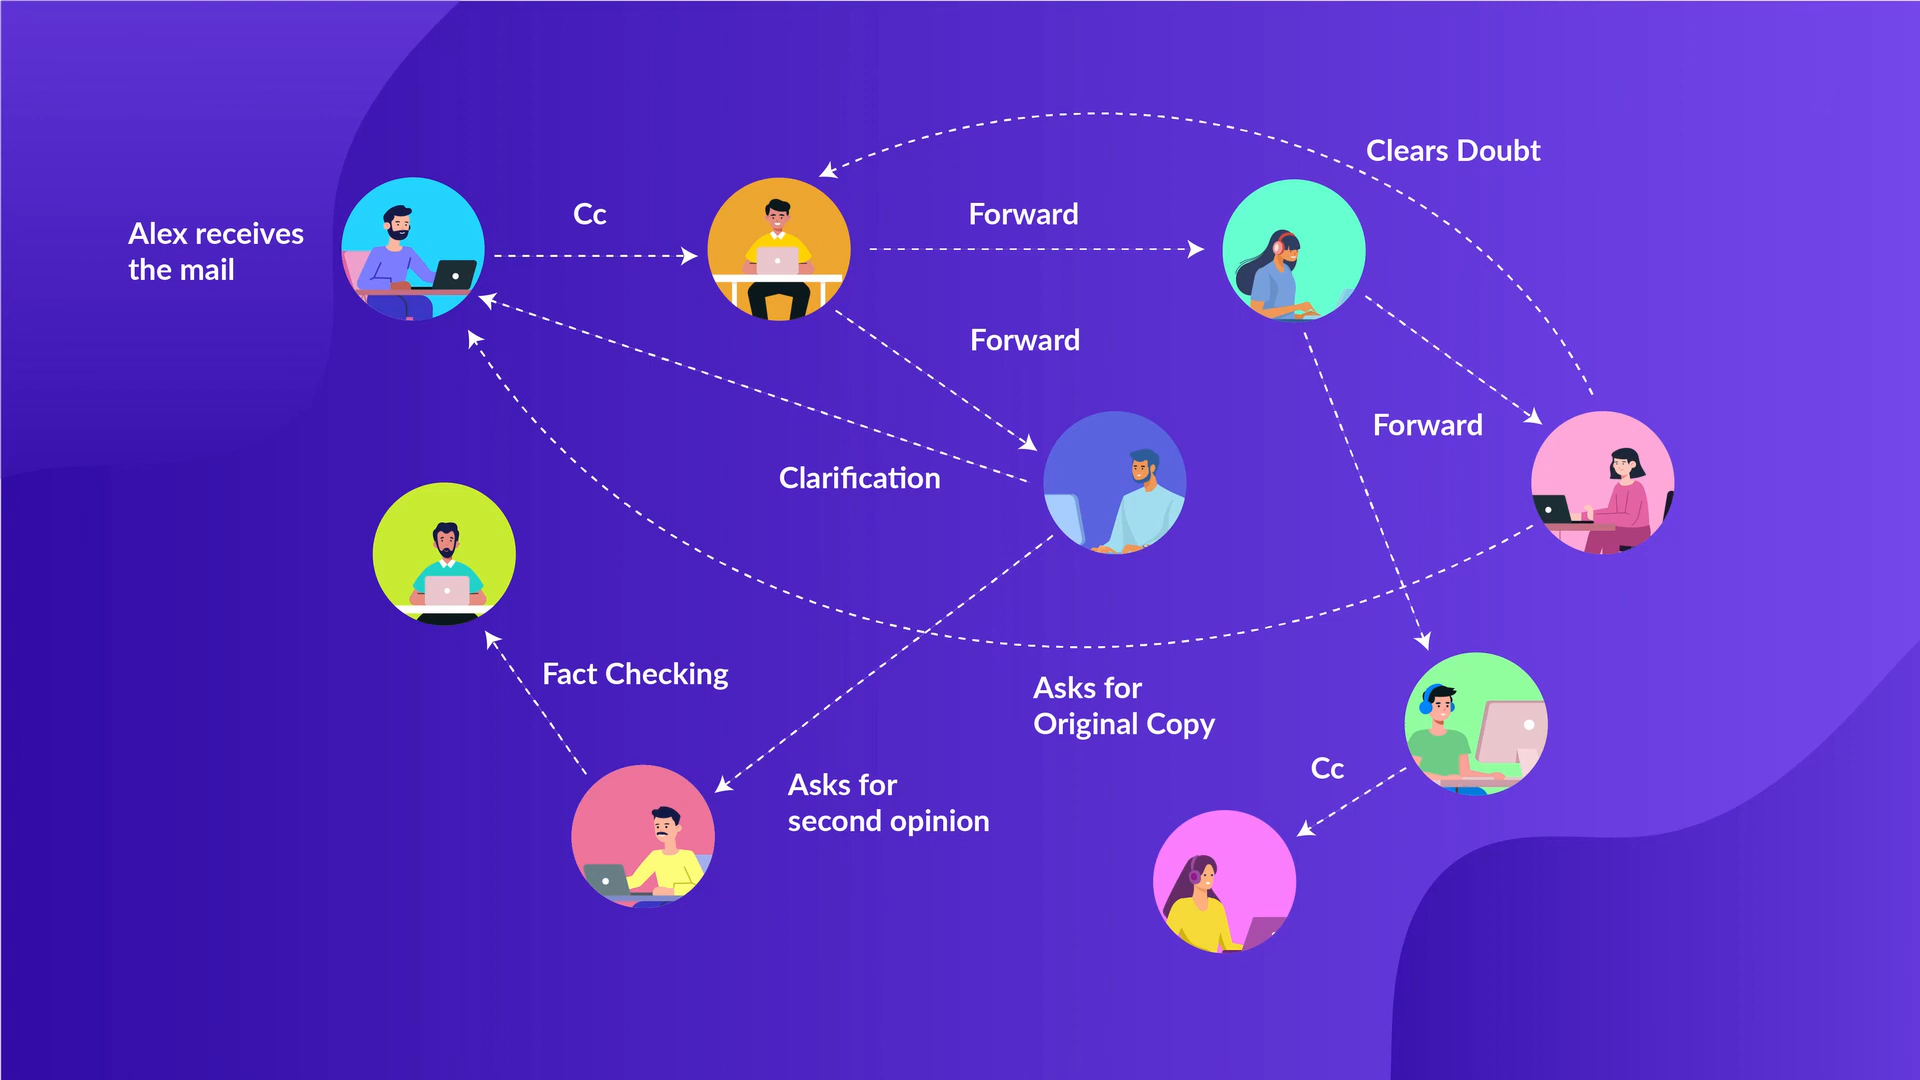 Clears Doubt
Alex receives
the mail
Cc
Forward
Forward
Forward
Clarification
Fact Checking
Asks for
Original Copy
Asks for
second opinion
Cc